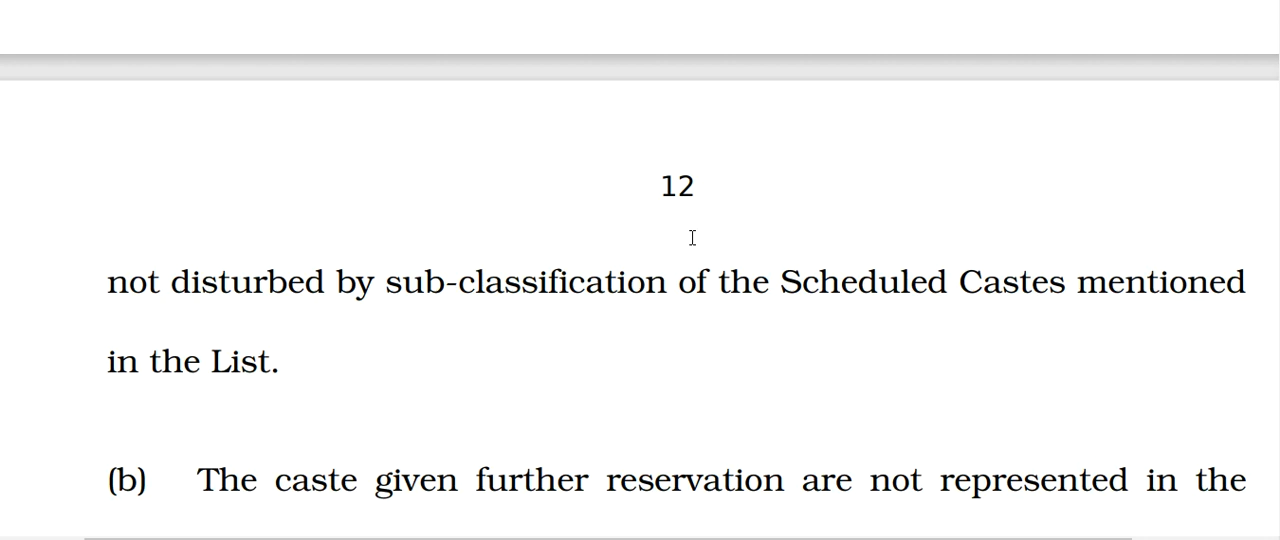 12
not disturbed by sub-classification of the Scheduled Castes mentioned
in the List.
(b) The caste given further reservation are not represented in the